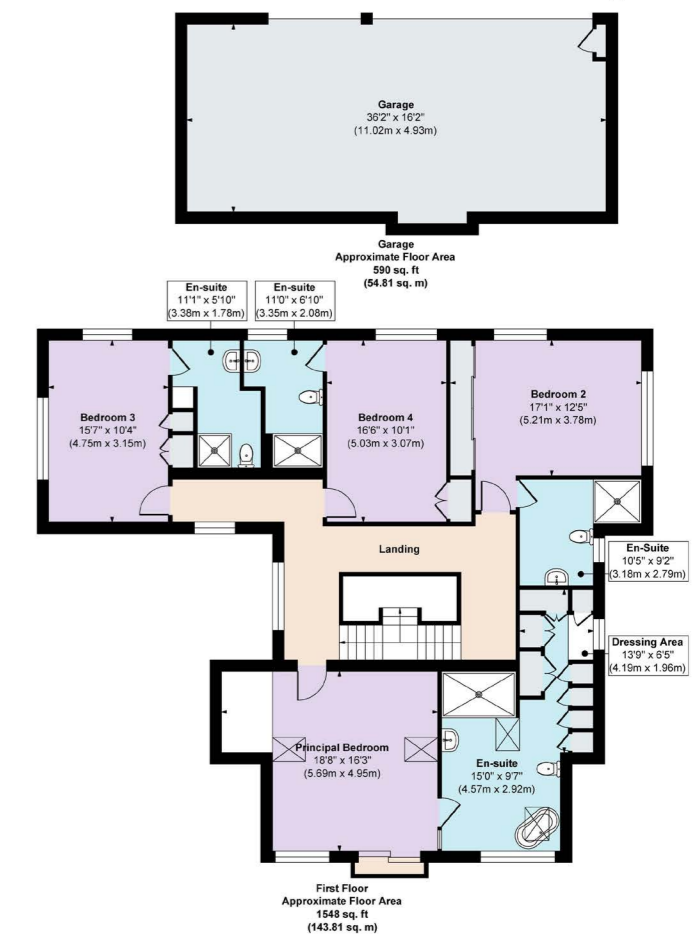 Garage
36'2" x 16'2"
(11.02m x 4.93m)
Garage
Approximate Floor Area
590 sq. ft
(54.81 sq. m)
En-suite
11'1" x 5'10"
(3.38m x 1.78m)
En-suite
11'0" x 6'10"
(3.35m x 2.08m)
Bedroom 3
15'7" x 10'4"
(4.75m x 3.15m)
Bedroom 4
16'6" x 10'1"
(5.03m x 3.07m)
Bedroom 2
17'1" x 12'5"
(5.21m x 3.78m)
Landing
En-Suite
10'5" x 9'2"
(3.18m x 2.79m)
Dressing Area
13'9" x 6'5"
(4.19m x 1.96m)
Principal Bedroom
18'8" x 16'3"
(5.69m x 4.95m)
En-suite
15'0" x 9'7"
(4.57m x 2.92m)
First Floor
Approximate Floor Area
1548 sq. ft
(143.81 sq. m)